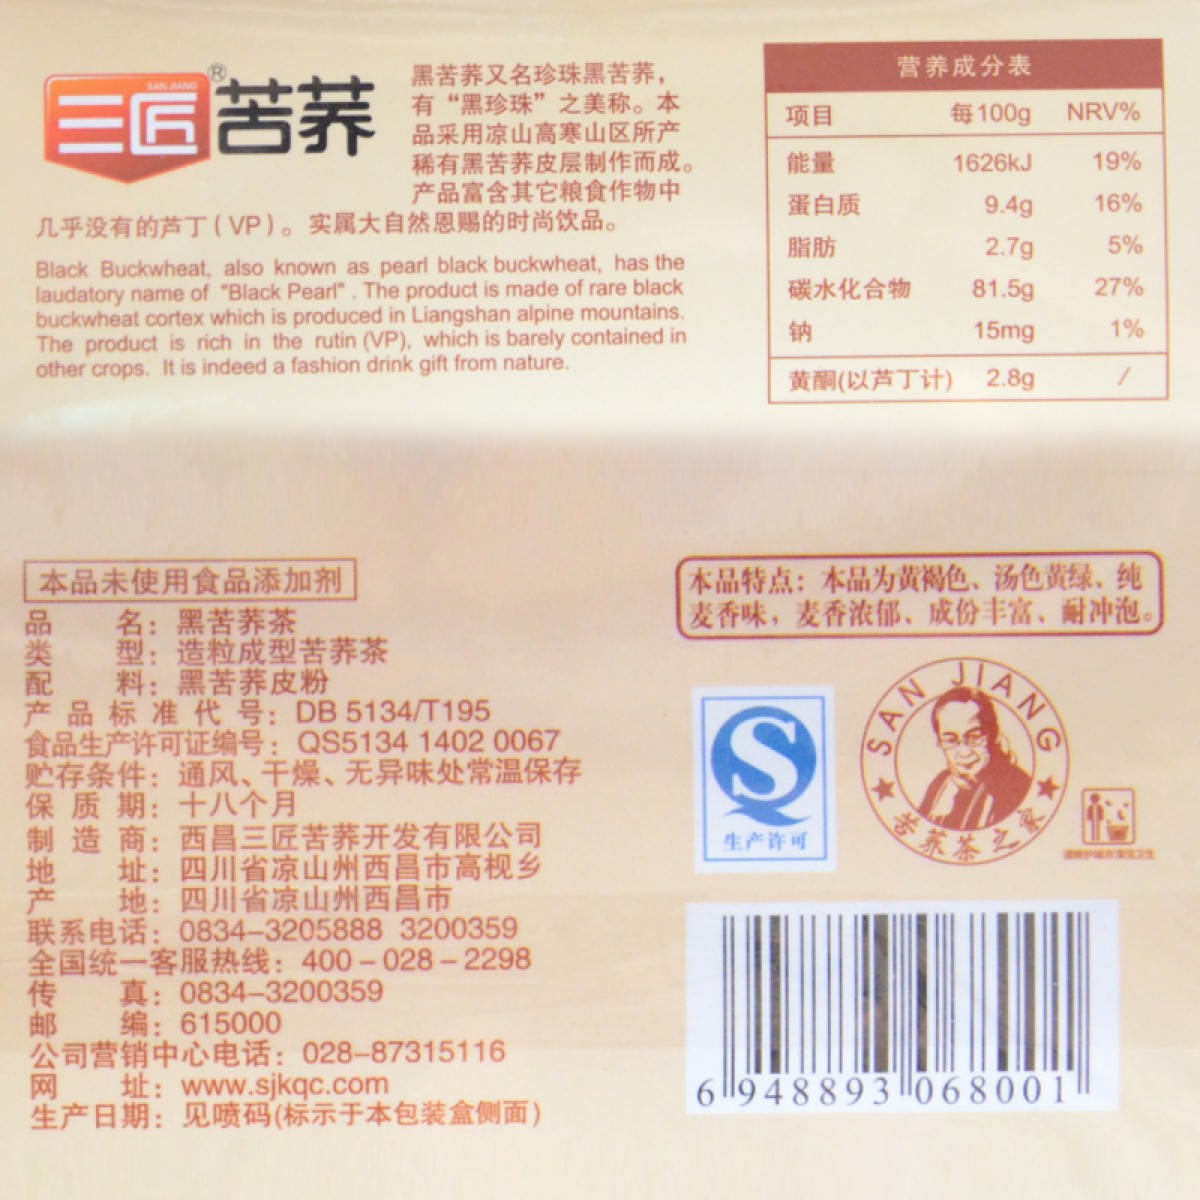 SAN JIANG
三匠®苦荞
黑苦荞又名珍珠黑苦荞，
有“黑珍珠”之美称。本
品采用凉山高寒山区所产
稀有黑苦荞皮层制作而成。
产品富含其它粮食作物中
几乎没有的芦丁(VP)。实属大自然恩赐的时尚饮品。
Black Buckwheat, also known as pearl black buckwheat, has the
laudatory name of "Black Pearl". The product is made of rare black
buckwheat cortex which is produced in Liangshan alpine mountains.
The product is rich in the rutin (VP), which is barely contained in
other crops. It is indeed a fashion drink gift from nature.
营养成分表
项目 每100g NRV%
能量 1626kJ 19%
蛋白质 9.4g 16%
脂肪 2.7g 5%
碳水化合物 81.5g 27%
钠 15mg 1%
黄酮(以芦丁计) 2.8g /
本品未使用食品添加剂
品名：黑苦荞茶
类型：造粒成型苦荞茶
配料：黑苦荞皮粉
产品标准代号：DB 5134/T195
食品生产许可证编号：QS5134 1402 0067
贮存条件：通风、干燥、无异味处常温保存
保质期：十八个月
制造商：西昌三匠苦荞开发有限公司
地址：四川省凉山州西昌市高枧乡
产地：四川省凉山州西昌市
联系电话：0834-3205888 3200359
全国统一客服热线：400-028-2298
传真：0834-3200359
邮编：615000
公司营销中心电话：028-87315116
网址：www.sjkqc.com
生产日期：见喷码(标示于本包装盒侧面)
本品特点：本品为黄褐色、汤色黄绿、纯
麦香味，麦香浓郁、成份丰富、耐冲泡。
生产许可
SAN JIANG
苦荞茶之家
请维护城市清洁卫生
6 948893 068001